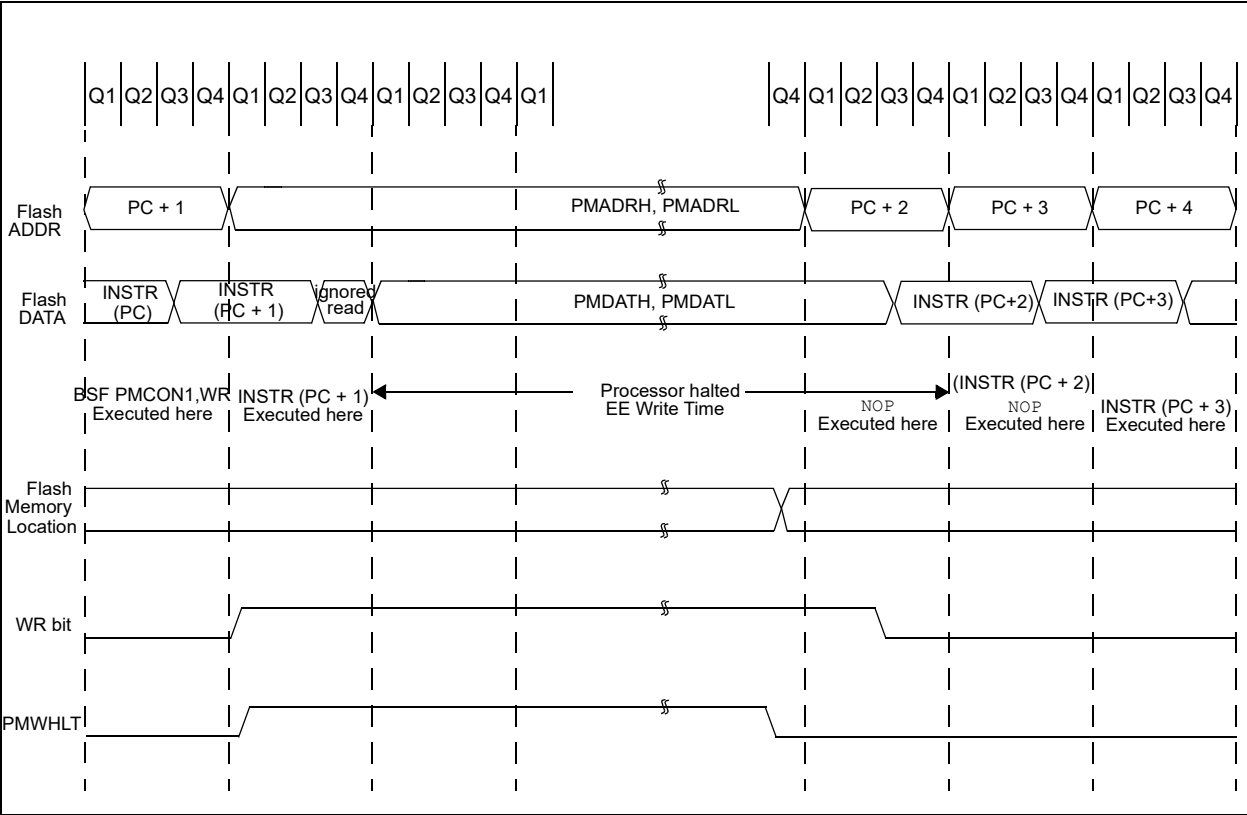 Q1 Q2 Q3 Q4 Q1 Q2 Q3 Q4 Q1 Q2 Q3 Q4 Q1 Q4 Q1 Q2 Q3 Q4 Q1 Q2 Q3 Q4 Q1 Q2 Q3 Q4
Flash
ADDR
PC + 1
PMADRH, PMADRL
PC + 2
PC + 3
PC + 4
Flash
DATA
INSTR
(PC)
INSTR
(PC + 1)
ignored
read
PMDATH, PMDATL
INSTR (PC+2)
INSTR (PC+3)
BSF PMCON1,WR
Executed here
INSTR (PC + 1)
Executed here
Processor halted
EE Write Time
NOP
Executed here
(INSTR (PC + 2)
NOP
Executed here
INSTR (PC + 3)
Executed here
Flash
Memory
Location
WR bit
PMWHLT